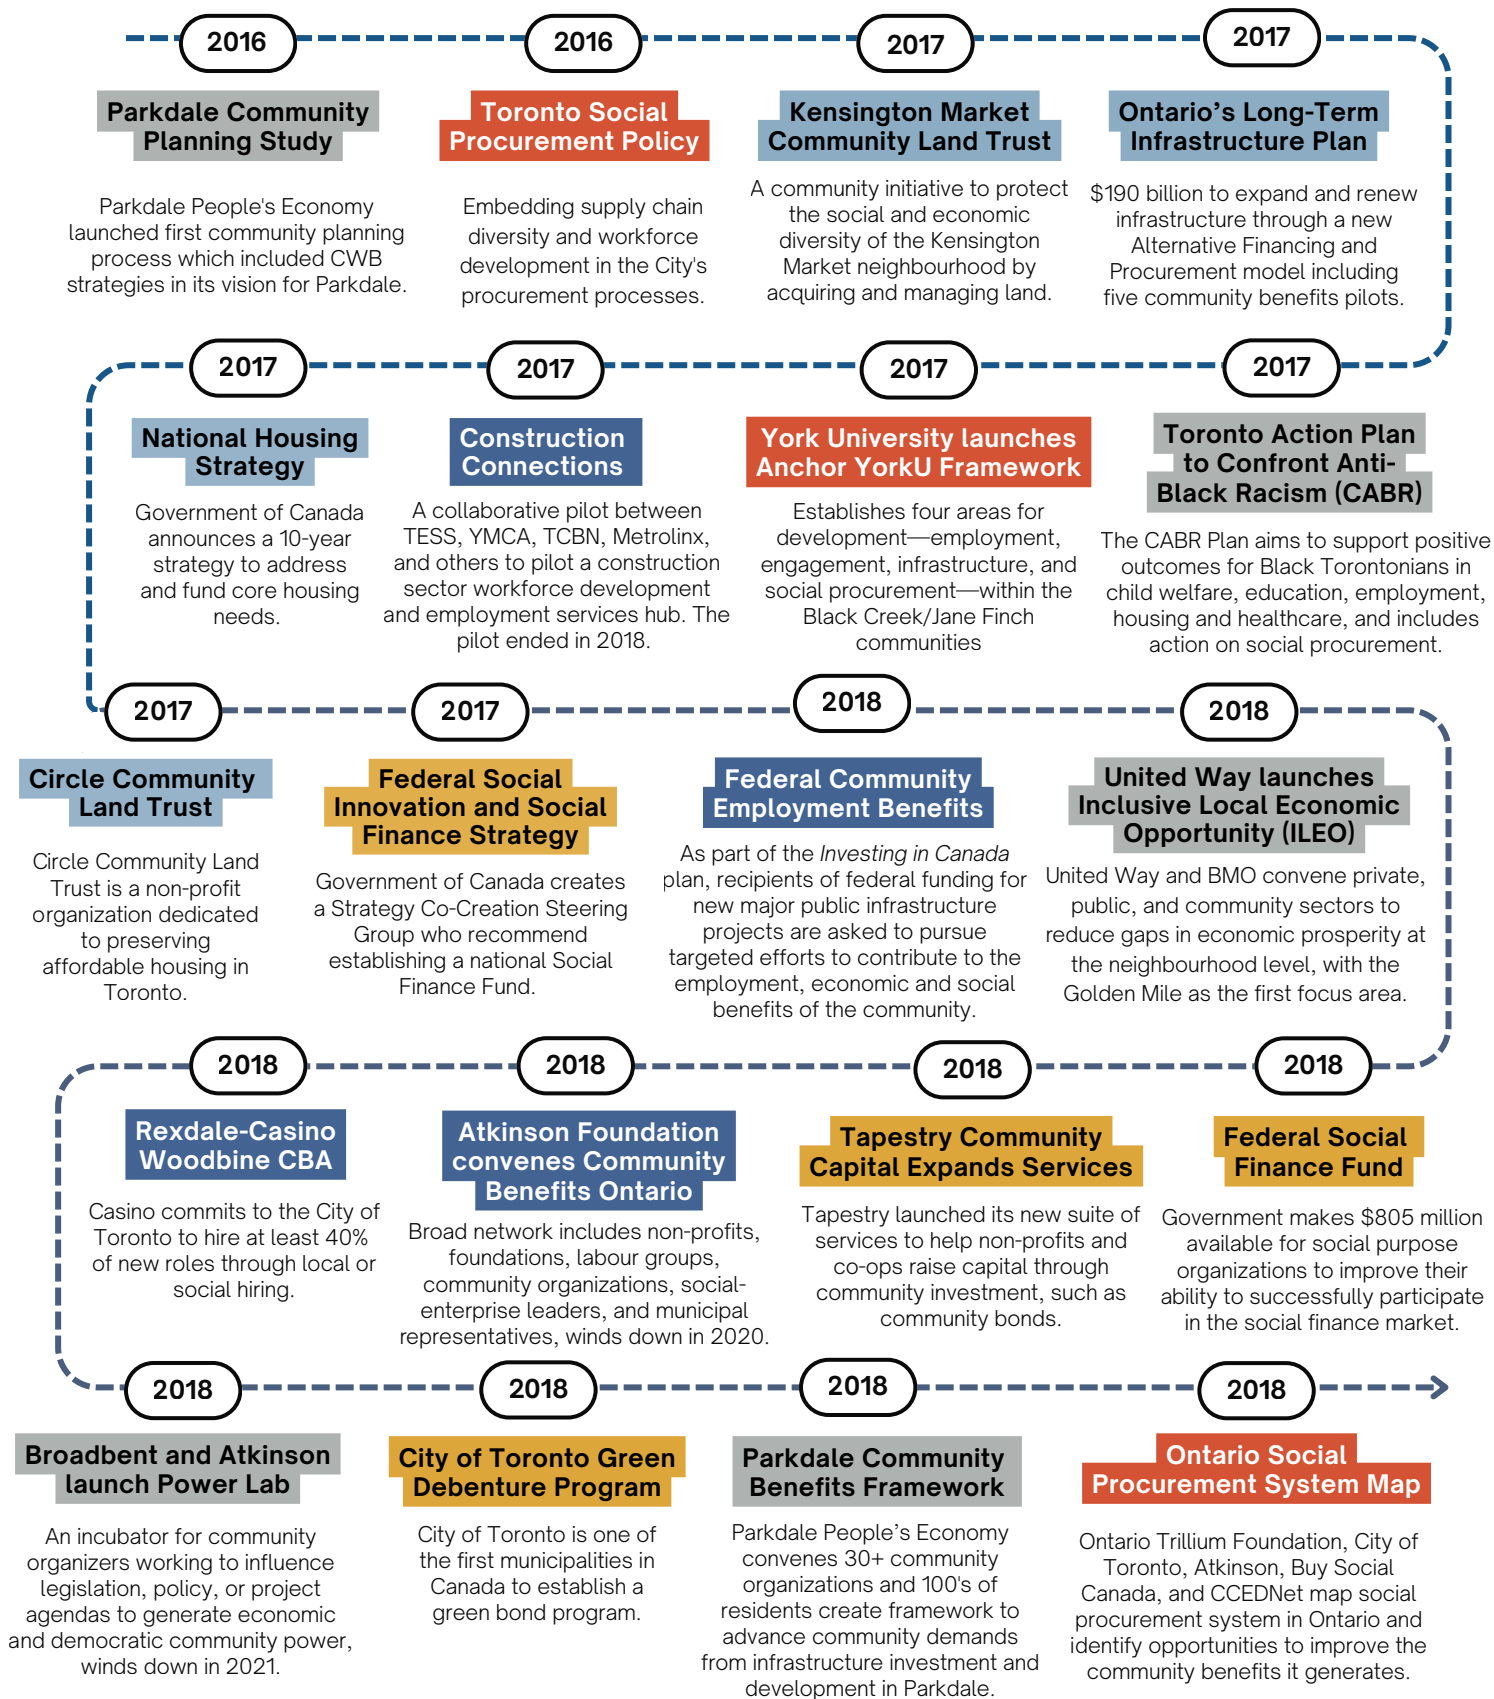 2016
Parkdale Community
Planning Study
Parkdale People's Economy
launched first community planning
process which included CWB
strategies in its vision for Parkdale.
2016
Toronto Social
Procurement Policy
Embedding supply chain
diversity and workforce
development in the City's
procurement processes.
2017
Kensington Market
Community Land Trust
A community initiative to protect
the social and economic
diversity of the Kensington
Market neighbourhood by
acquiring and managing land.
2017
Ontario's Long-Term
Infrastructure Plan
$190 billion to expand and renew
infrastructure through a new
Alternative Financing and
Procurement model including
five community benefits pilots.
2017
National Housing
Strategy
Government of Canada
announces a 10-year
strategy to address
and fund core housing
needs.
2017
Construction
Connections
A collaborative pilot between
TESS, YMCA, TCBN, Metrolinx,
and others to pilot a construction
sector workforce development
and employment services hub. The
pilot ended in 2018.
2017
York University launches
Anchor YorkU Framework
Establishes four areas for
development—employment,
engagement, infrastructure, and
social procurement—within the
Black Creek/Jane Finch
communities
2017
Toronto Action Plan
to Confront Anti-
Black Racism (CABR)
The CABR Plan aims to support positive
outcomes for Black Torontonians in
child welfare, education, employment,
housing and healthcare, and includes
action on social procurement.
2017
Circle Community
Land Trust
Circle Community Land
Trust is a non-profit
organization dedicated
to preserving
affordable housing in
Toronto.
2017
Federal Social
Innovation and Social
Finance Strategy
Government of Canada creates
a Strategy Co-Creation Steering
Group who recommend
establishing a national Social
Finance Fund.
2018
Federal Community
Employment Benefits
As part of the Investing in Canada
plan, recipients of federal funding for
new major public infrastructure
projects are asked to pursue
targeted efforts to contribute to the
employment, economic and social
benefits of the community.
2018
United Way launches
Inclusive Local Economic
Opportunity (ILEO)
United Way and BMO convene private,
public, and community sectors to
reduce gaps in economic prosperity at
the neighbourhood level, with the
Golden Mile as the first focus area.
2018
Rexdale-Casino
Woodbine CBA
Casino commits to the City of
Toronto to hire at least 40%
of new roles through local or
social hiring.
2018
Atkinson Foundation
convenes Community
Benefits Ontario
Broad network includes non-profits,
foundations, labour groups,
community organizations, social-
enterprise leaders, and municipal
representatives, winds down in 2020.
2018
Tapestry Community
Capital Expands Services
Tapestry launched its new suite of
services to help non-profits and
co-ops raise capital through
community investment, such as
community bonds.
2018
Federal Social
Finance Fund
Government makes $805 million
available for social purpose
organizations to improve their
ability to successfully participate
in the social finance market.
2018
Broadbent and Atkinson
launch Power Lab
An incubator for community
organizers working to influence
legislation, policy, or project
agendas to generate economic
and democratic community power,
winds down in 2021.
2018
City of Toronto Green
Debenture Program
City of Toronto is one of
the first municipalities in
Canada to establish a
green bond program.
2018
Parkdale Community
Benefits Framework
Parkdale People's Economy
convenes 30+ community
organizations and 100's of
residents create framework to
advance community demands
from infrastructure investment and
development in Parkdale.
2018
Ontario Social
Procurement System Map
Ontario Trillium Foundation, City of
Toronto, Atkinson, Buy Social
Canada, and CCEDNet map social
procurement system in Ontario and
identify opportunities to improve the
community benefits it generates.